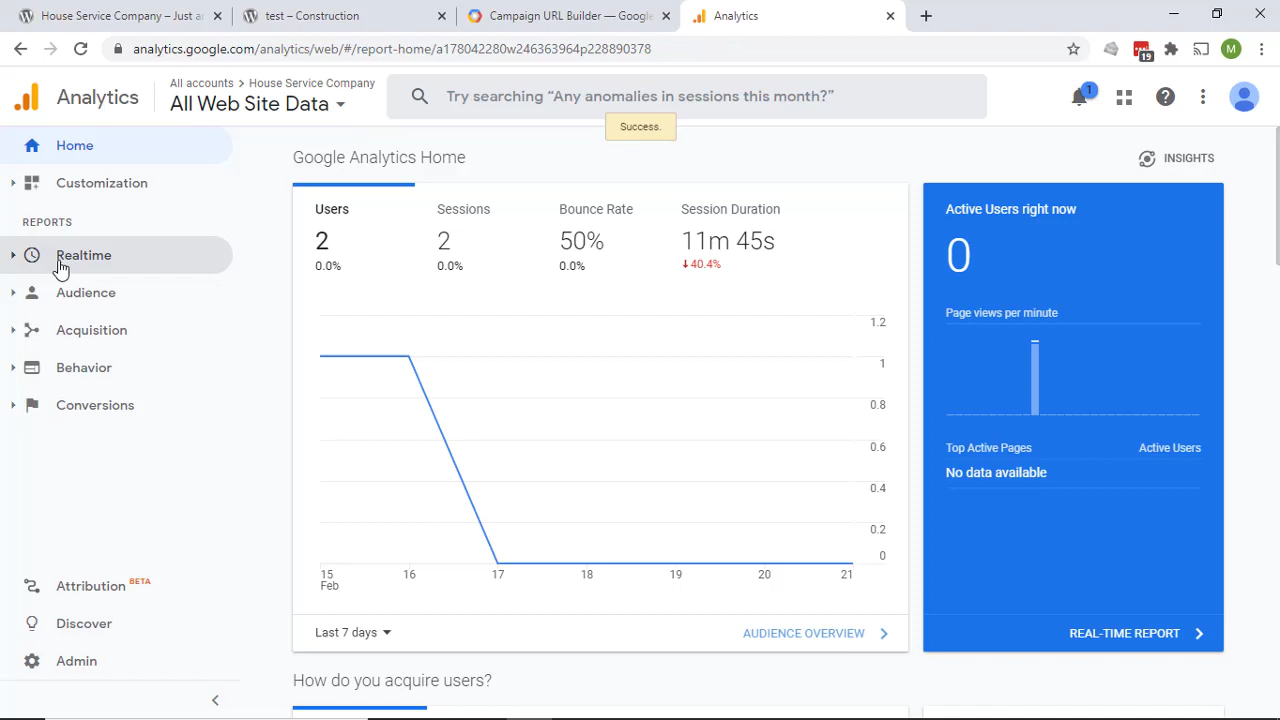 House Service Company – Just an
test – Construction
Campaign URL Builder — Google
Analytics
analytics.google.com/analytics/web/#/report-home/a178042280w246363964p228890378
19
M
Analytics
All accounts > House Service Company
All Web Site Data
Try searching “Any anomalies in sessions this month?”
1
Success.
Home
Customization
REPORTS
Realtime
Audience
Acquisition
Behavior
Conversions
Attribution BETA
Discover
Admin
Google Analytics Home
INSIGHTS
Users
2
0.0%
Sessions
2
0.0%
Bounce Rate
50%
0.0%
Session Duration
11m 45s
40.4%
1.2
1
0.8
0.6
0.4
0.2
0
15 16 17 18 19 20 21
Feb
Last 7 days
AUDIENCE OVERVIEW
Active Users right now
0
Page views per minute
Top Active Pages Active Users
No data available
REAL-TIME REPORT
How do you acquire users?